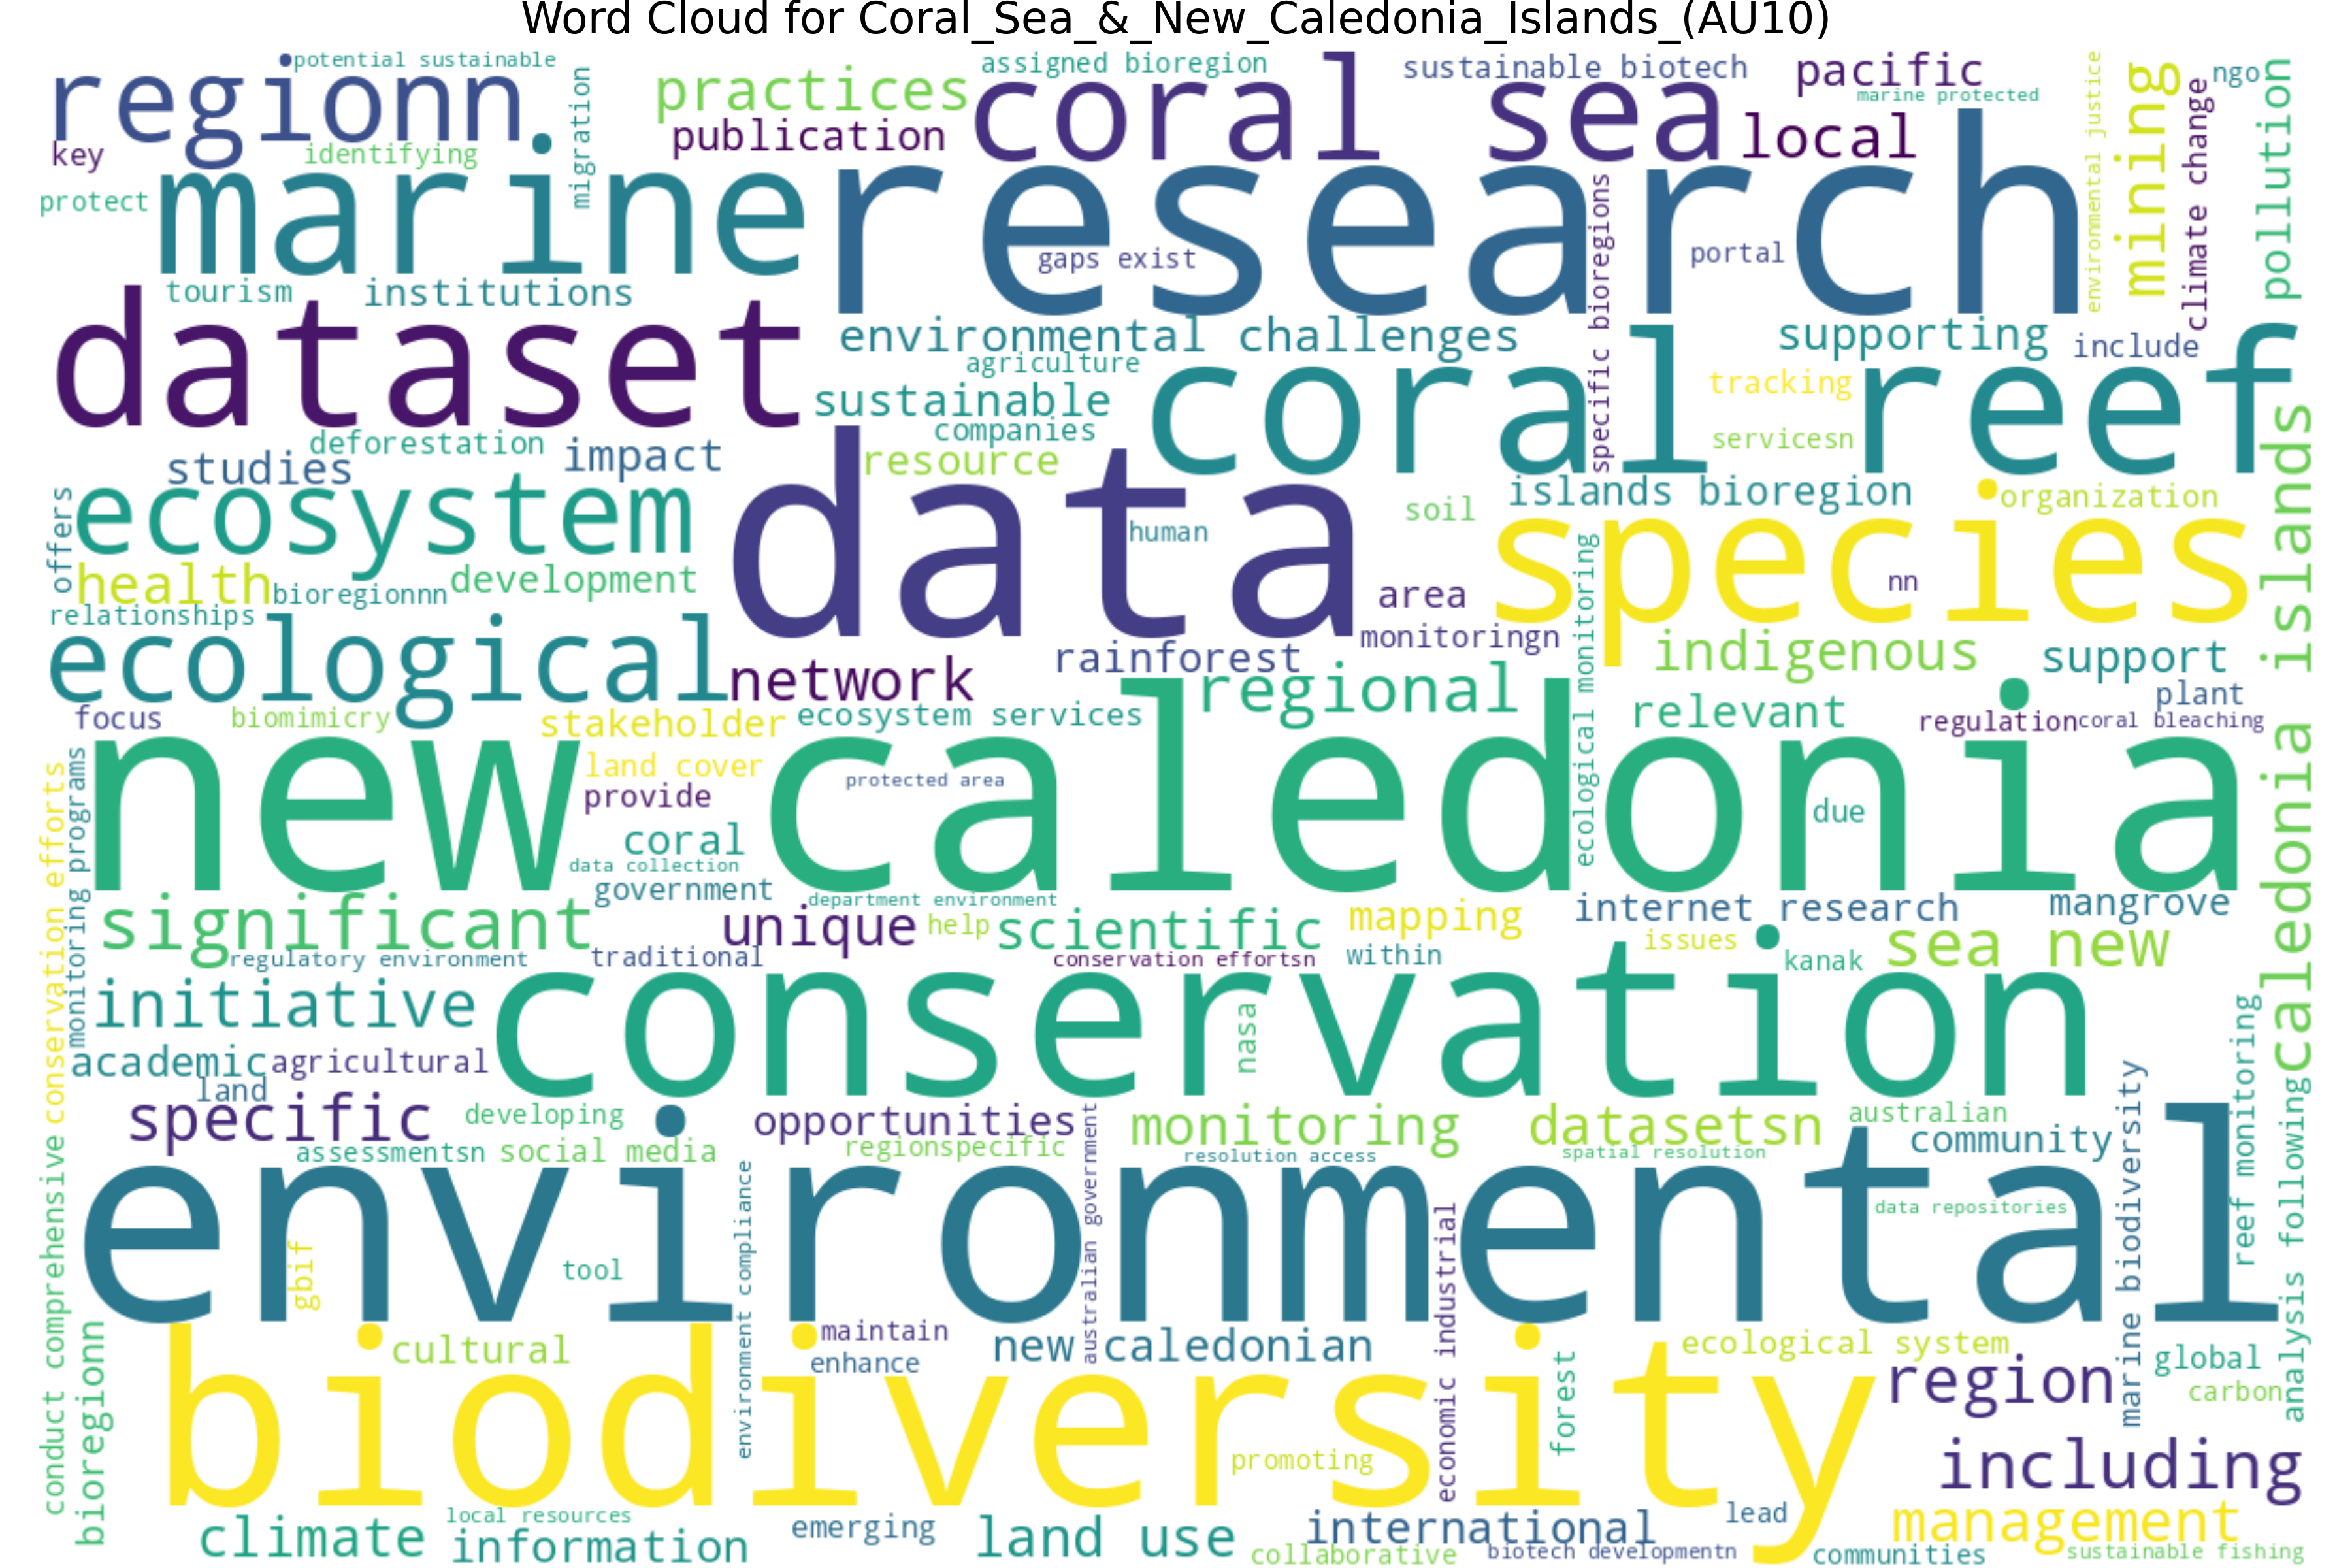 Word Cloud for Coral_Sea_&_New_Caledonia_Islands_(AU10)
potential sustainable
regionn
migration
practices
assigned bioregion
coral sea
sustainable biotech
pacific
marine protected
environmental justice
mining
climate change
ngo
pollution
key
identifying
publication
local
protect
marine
research
gaps exist
specific bioregions
portal
tourism
institutions
dataset
environmental challenges
agriculture
supporting
include
sustainable
companies
coral reef
tracking
servicesn
deforestation
studies
impact
resource
data
human
soil
islands bioregion
organization
caledonia islands
offers
ecosystem
species
nn
health
bioregionnn
development
area
ecological monitoring
relationships
monitoringn
ecological
network
rainforest
regional
indigenous
support
plant
focus
biomimicry
stakeholder
ecosystem services
relevant
regulation
coral bleaching
new caledonia
land cover
protected area
provide
due
conservation efforts
monitoring programs
coral
data collection
government
department environment
significant
unique
help
scientific
mapping
internet research
mangrove
issues
sea new
regulatory environment
traditional
conservation effortsn
within
kanak
initiative
conservation
nasa
reef monitoring
academic
agricultural
land
specific
developing
opportunities
australian government
monitoring
datasetsn
australian
community
marine biodiversity
analysis following
assessmentsn
social media
regionspecific
resolution access
spatial resolution
conduct comprehensive
environmental
gbif
tool
environment compliance
economic industrial
data repositories
bioregionn
biodiversity
cultural
maintain
enhance
new caledonian
forest
ecological system
region
global
carbon
promoting
including
climate
local resources
information
emerging
land use
international
collaborative
biotech developmentn
lead
management
communities
sustainable fishing